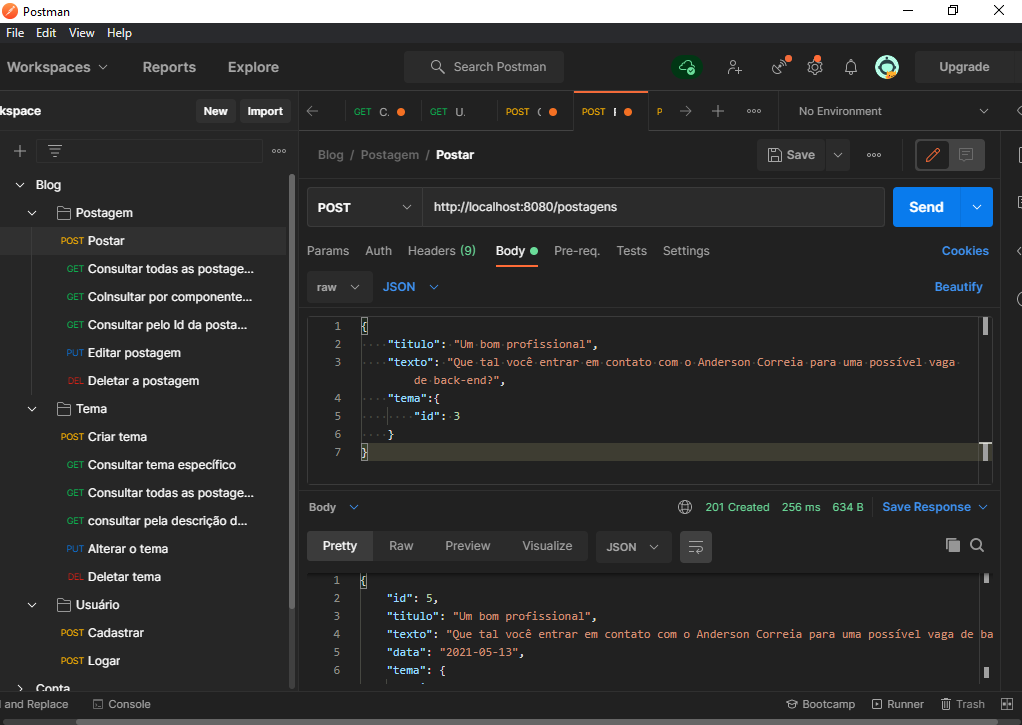 Postman
File Edit View Help
Workspaces Reports Explore Search Postman Upgrade
kspace New Import
GET C. GET U. POST POST P No Environment
Blog / Postagem / Postar Save
Blog
Postagem
POST Postar
GET Consultar todas as postage...
GET Colnsultar por componente...
GET Consultar pelo Id da posta...
PUT Editar postagem
DEL Deletar a postagem
Tema
POST Criar tema
GET Consultar tema específico
GET Consultar todas as postage...
GET consultar pela descrição d...
PUT Alterar o tema
DEL Deletar tema
Usuário
POST Cadastrar
POST Logar
Conta
POST http://localhost:8080/postagens Send
Params Auth Headers (9) Body Pre-req. Tests Settings Cookies
raw JSON Beautify
1 {
2 "titulo": "Um bom profissional",
3 "texto": "Que tal você entrar em contato com o Anderson Correia para uma possível vaga
de back-end?",
4 "tema":{
5 "id": 3
6 }
7 }
Body 201 Created 256 ms 634 B Save Response
Pretty Raw Preview Visualize JSON
1 {
2 "id": 5,
3 "titulo": "Um bom profissional",
4 "texto": "Que tal você entrar em contato com o Anderson Correia para uma possível vaga de ba
5 "data": "2021-05-13",
6 "tema": {
and Replace Console Bootcamp Runner Trash